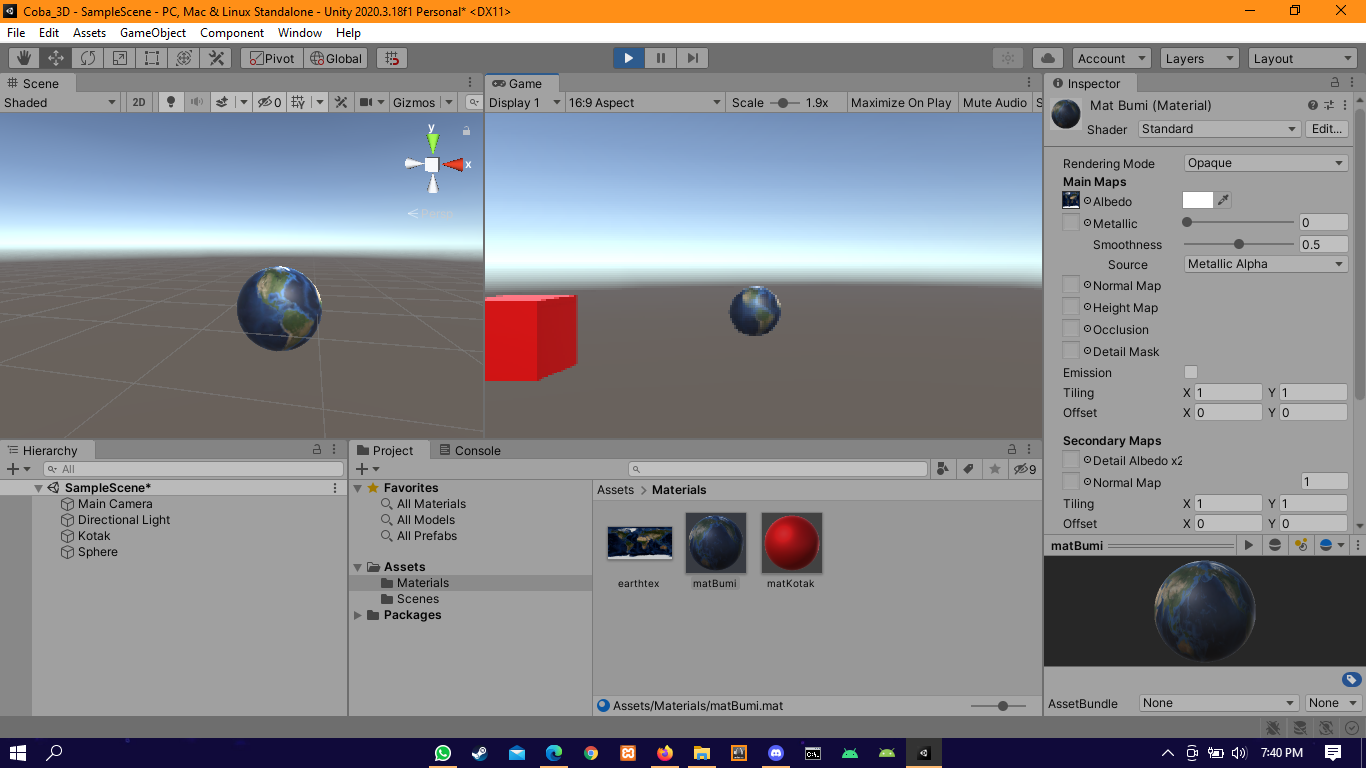 Coba_3D - SampleScene - PC, Mac & Linux Standalone - Unity 2020.3.18f1 Personal* <DX11>
File Edit Assets GameObject Component Window Help
Pivot Global Account Layers Layout
Scene
Shaded 2D 0 Gizmos
y
x
Persp
Game
Display 1 16:9 Aspect Scale 1.9x Maximize On Play Mute Audio S
Inspector
Mat Bumi (Material)
Shader Standard Edit...
Rendering Mode Opaque
Main Maps
Albedo
Metallic 0
Smoothness 0.5
Source Metallic Alpha
Normal Map
Height Map
Occlusion
Detail Mask
Emission
Tiling X 1 Y 1
Offset X 0 Y 0
Secondary Maps
Detail Albedo x2
Normal Map 1
Tiling X 1 Y 1
Offset X 0 Y 0
matBumi
AssetBundle None None
Hierarchy
All
SampleScene*
Main Camera
Directional Light
Kotak
Sphere
Project Console
9
Favorites
All Materials
All Models
All Prefabs
Assets
Materials
Scenes
Packages
Assets > Materials
earthtex matBumi matKotak
Assets/Materials/matBumi.mat
7:40 PM